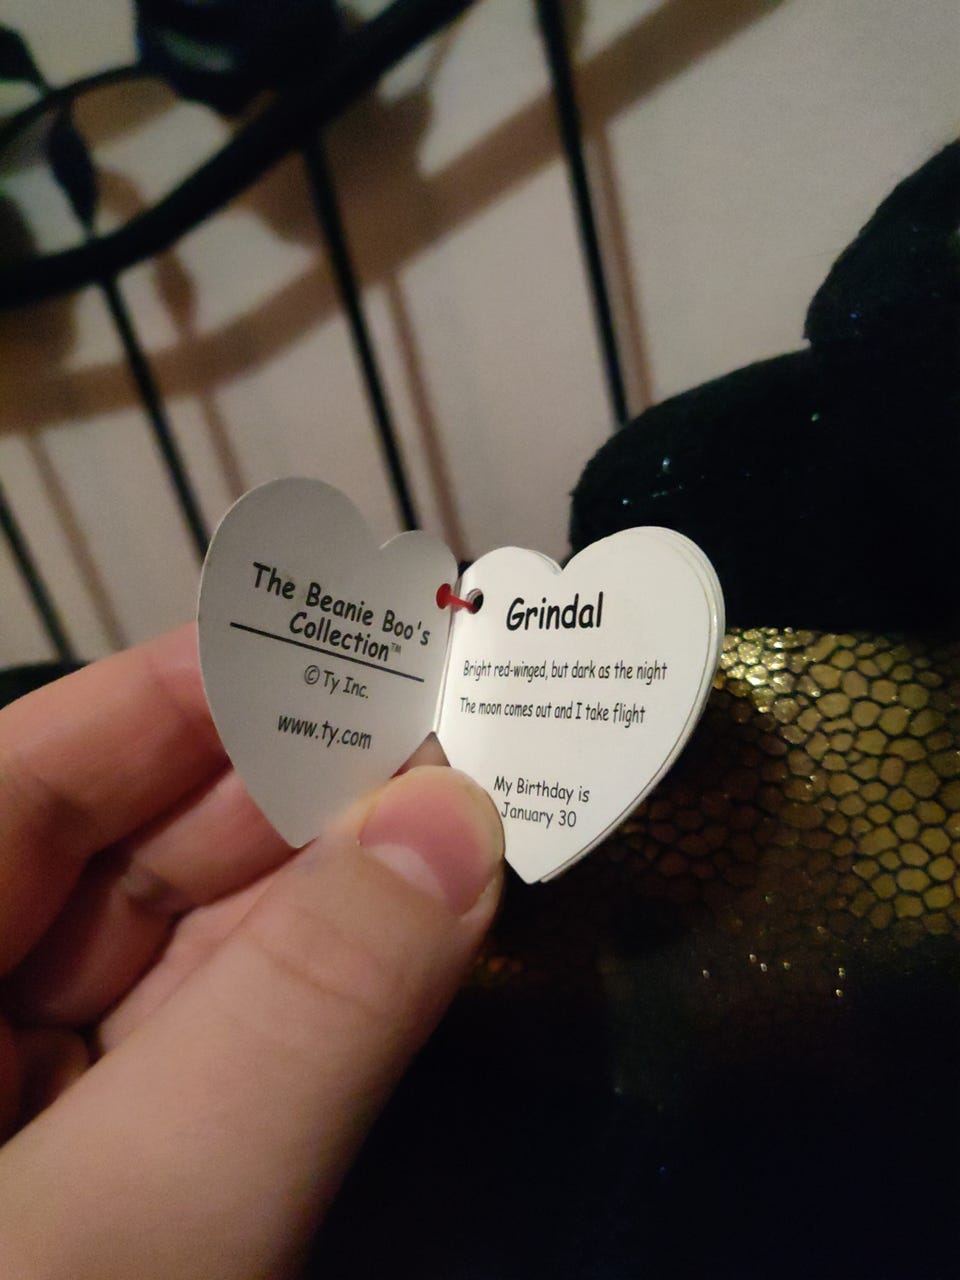 The Beanie Boo's
Collection™
© Ty Inc.
www.ty.com
Grindal
Bright red-winged, but dark as the night
The moon comes out and I take flight
My Birthday is
January 30